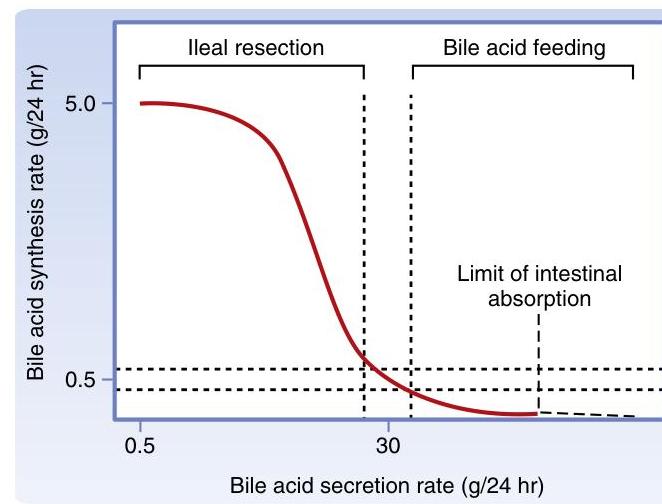 Ileal resection
Bile acid feeding
Bile acid synthesis rate (g/24 hr)
5.0
Limit of intestinal
absorption
0.5
0.5
30
Bile acid secretion rate (g/24 hr)